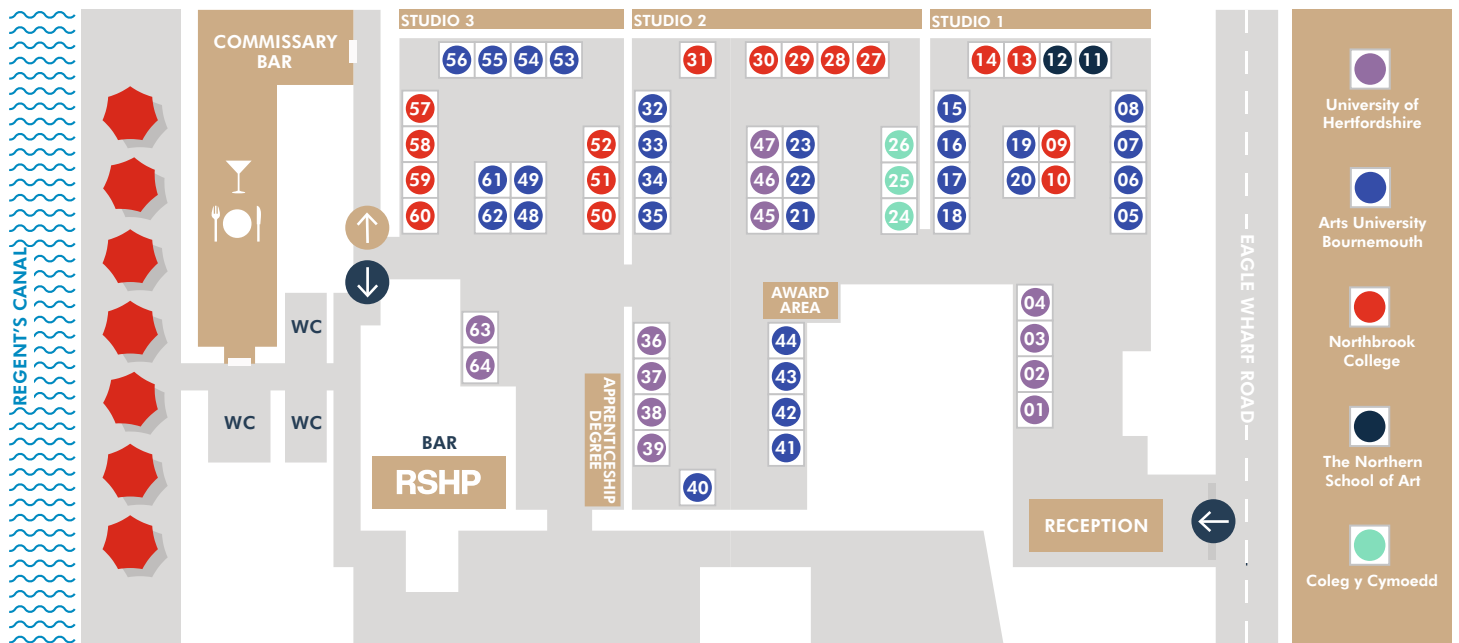 STUDIO 3
STUDIO 2
STUDIO 1
COMMISSARY
BAR
REGENT'S CANAL
56 55 54 53
57
58
59
60
52
51
50
61 49
62 48
31
30 29 28 27
32
33
34
35
47 23
46 22
45 21
26
25
24
14 13 12 11
15
16
17
18
19 09
20 10
08
07
06
05
WC
WC
WC
63
64
BAR
RSHP
APPRENTICESHIP
DEGREE
36
37
38
39
40
AWARD
AREA
44
43
42
41
04
03
02
01
RECEPTION
EAGLE WHARF ROAD
University of
Hertfordshire
Arts University
Bournemouth
Northbrook
College
The Northern
School of Art
Coleg y Cymoedd